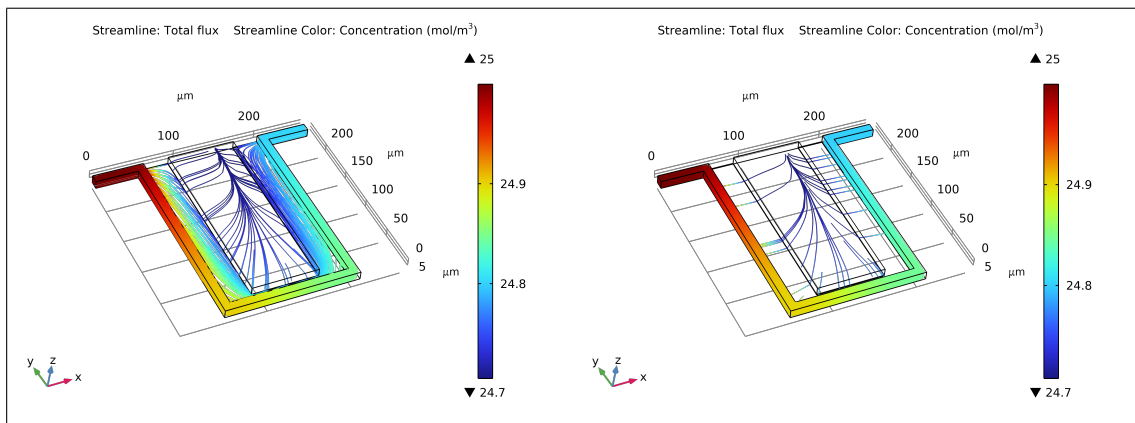 Streamline: Total flux Streamline Color: Concentration (mol/m³)
▲ 25
µm
200
100
0
200
150
µm
100
50
0
5
µm
24.9
24.8
▼ 24.7
y
z
x
Streamline: Total flux Streamline Color: Concentration (mol/m³)
▲ 25
µm
200
100
0
200
150
µm
100
50
0
5
µm
24.9
24.8
▼ 24.7
y
z
x